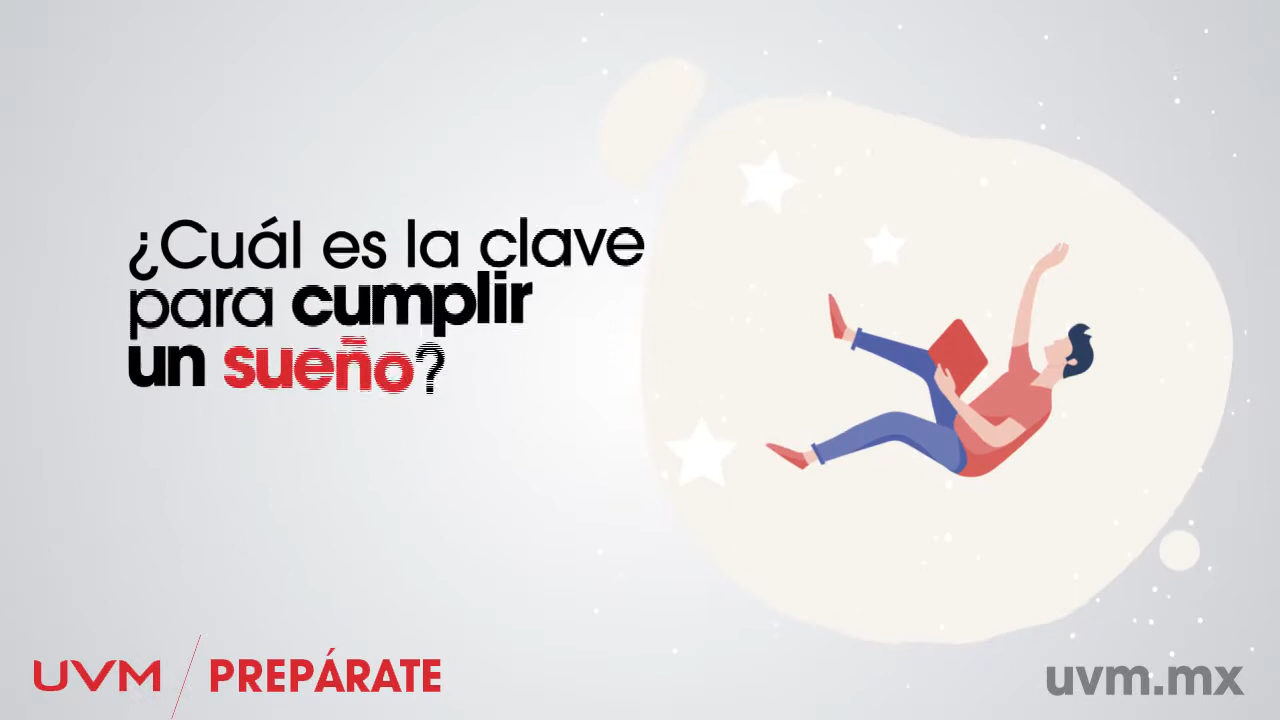 ¿Cuál es la clave
para cumplir
un sueño?
UVM / PREPÁRATE
uvm.mx